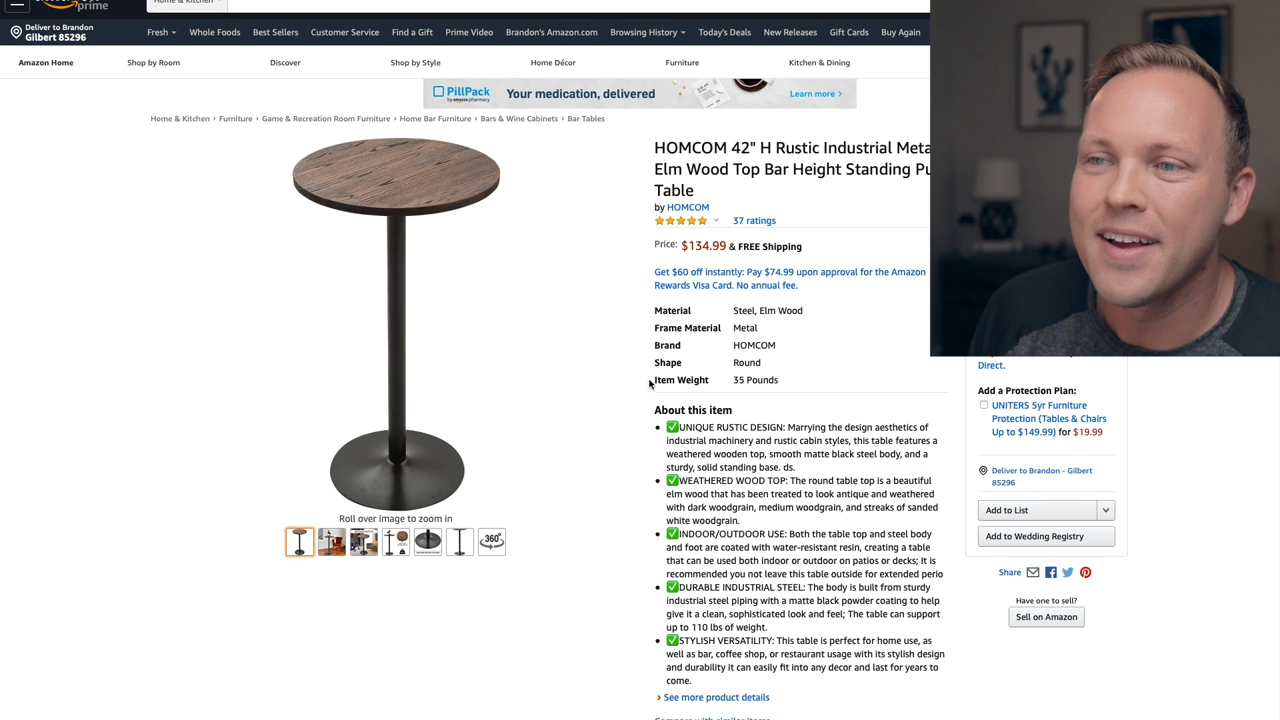 prime
Home & Kitchen
Deliver to Brandon
Gilbert 85296
Fresh
Whole Foods
Best Sellers
Customer Service
Find a Gift
Prime Video
Brandon's Amazon.com
Browsing History
Today's Deals
New Releases
Gift Cards
Buy Again
Amazon Home
Shop by Room
Discover
Shop by Style
Home Décor
Furniture
Kitchen & Dining
PillPack
by amazon pharmacy
Your medication, delivered
Learn more >
Home & Kitchen › Furniture › Game & Recreation Room Furniture › Home Bar Furniture › Bars & Wine Cabinets › Bar Tables
HOMCOM 42" H Rustic Industrial Meta
Elm Wood Top Bar Height Standing Pu
Table
by HOMCOM
37 ratings
Price: $134.99 & FREE Shipping
Get $60 off instantly: Pay $74.99 upon approval for the Amazon
Rewards Visa Card. No annual fee.
Material Steel, Elm Wood
Frame Material Metal
Brand HOMCOM
Shape Round
Item Weight 35 Pounds
About this item
• ✅UNIQUE RUSTIC DESIGN: Marrying the design aesthetics of
industrial machinery and rustic cabin styles, this table features a
weathered wooden top, smooth matte black steel body, and a
sturdy, solid standing base. ds.
• ✅WEATHERED WOOD TOP: The round table top is a beautiful
elm wood that has been treated to look antique and weathered
with dark woodgrain, medium woodgrain, and streaks of sanded
white woodgrain.
• ✅INDOOR/OUTDOOR USE: Both the table top and steel body
and foot are coated with water-resistant resin, creating a table
that can be used both indoor or outdoor on patios or decks; it is
recommended you not leave this table outside for extended perio
• ✅DURABLE INDUSTRIAL STEEL: The body is built from sturdy
industrial steel piping with a matte black powder coating to help
give it a clean, sophisticated look and feel; The table can support
up to 110 lbs of weight.
• ✅STYLISH VERSATILITY: This table is perfect for home use, as
well as bar, coffee shop, or restaurant usage with its stylish design
and durability it can easily fit into any decor and last for years to
come.
› See more product details
Compare with similar items
Roll over image to zoom in
360°
Direct.
Add a Protection Plan:
UNITERS 5yr Furniture
Protection (Tables & Chairs
Up to $149.99) for $19.99
Deliver to Brandon - Gilbert
85296
Add to List
Add to Wedding Registry
Share
Have one to sell?
Sell on Amazon